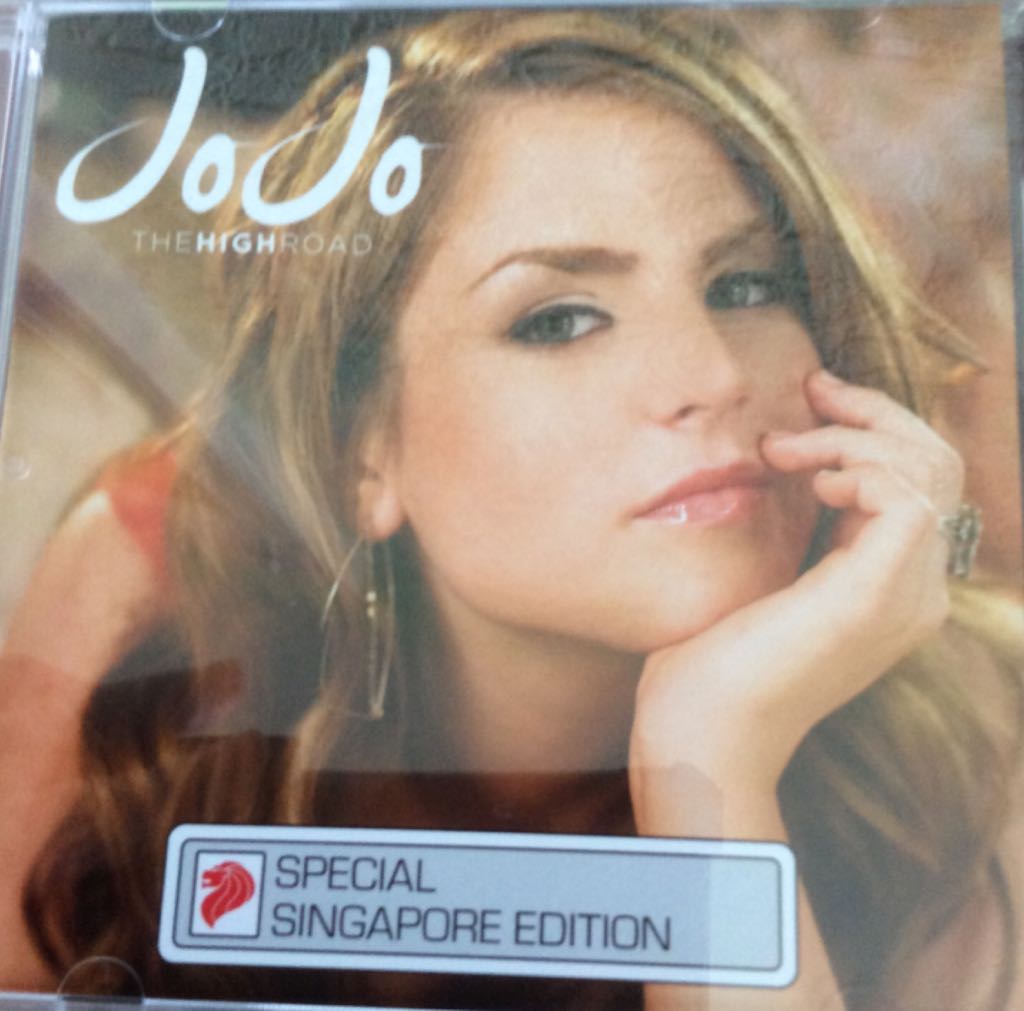 JoJo
THEHIGHROAD
SPECIAL
SINGAPORE EDITION